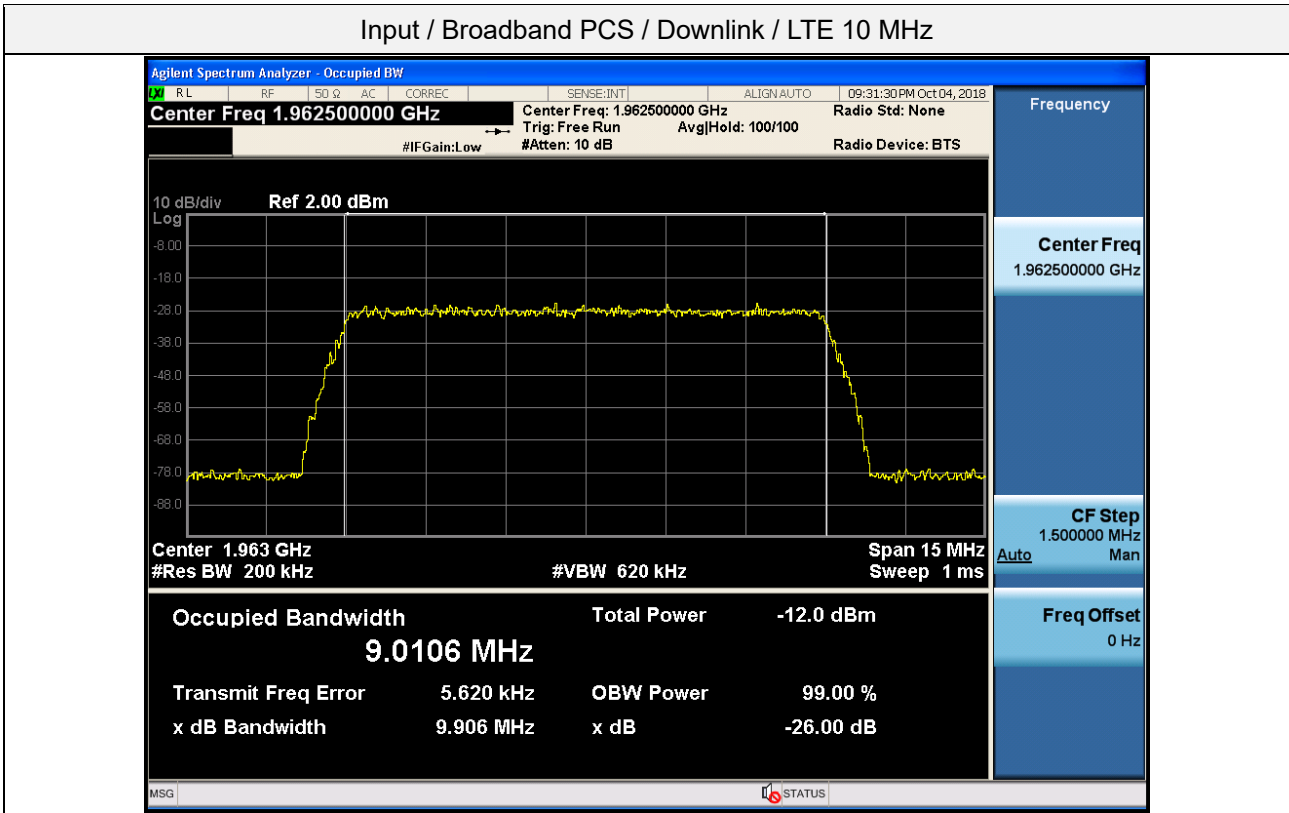 Input / Broadband PCS / Downlink / LTE 10 MHz
Agilent Spectrum Analyzer - Occupied BW
LXI RL RF 50 Ω AC CORREC SENSE:INT ALIGN AUTO 09:31:30 PM Oct 04, 2018
Center Freq 1.962500000 GHz
Center Freq: 1.962500000 GHz
Radio Std: None
Trig: Free Run Avg|Hold: 100/100
#IFGain:Low
#Atten: 10 dB
Radio Device: BTS
Frequency
10 dB/div Ref 2.00 dBm
Log
-8.00
-18.0
-28.0
-38.0
-48.0
-58.0
-68.0
-78.0
-88.0
Center 1.963 GHz Span 15 MHz
#Res BW 200 kHz #VBW 620 kHz Sweep 1 ms
Center Freq
1.962500000 GHz
CF Step
1.500000 MHz
Auto Man
Freq Offset
0 Hz
Occupied Bandwidth Total Power -12.0 dBm
9.0106 MHz
Transmit Freq Error 5.620 kHz OBW Power 99.00 %
x dB Bandwidth 9.906 MHz x dB -26.00 dB
MSG STATUS